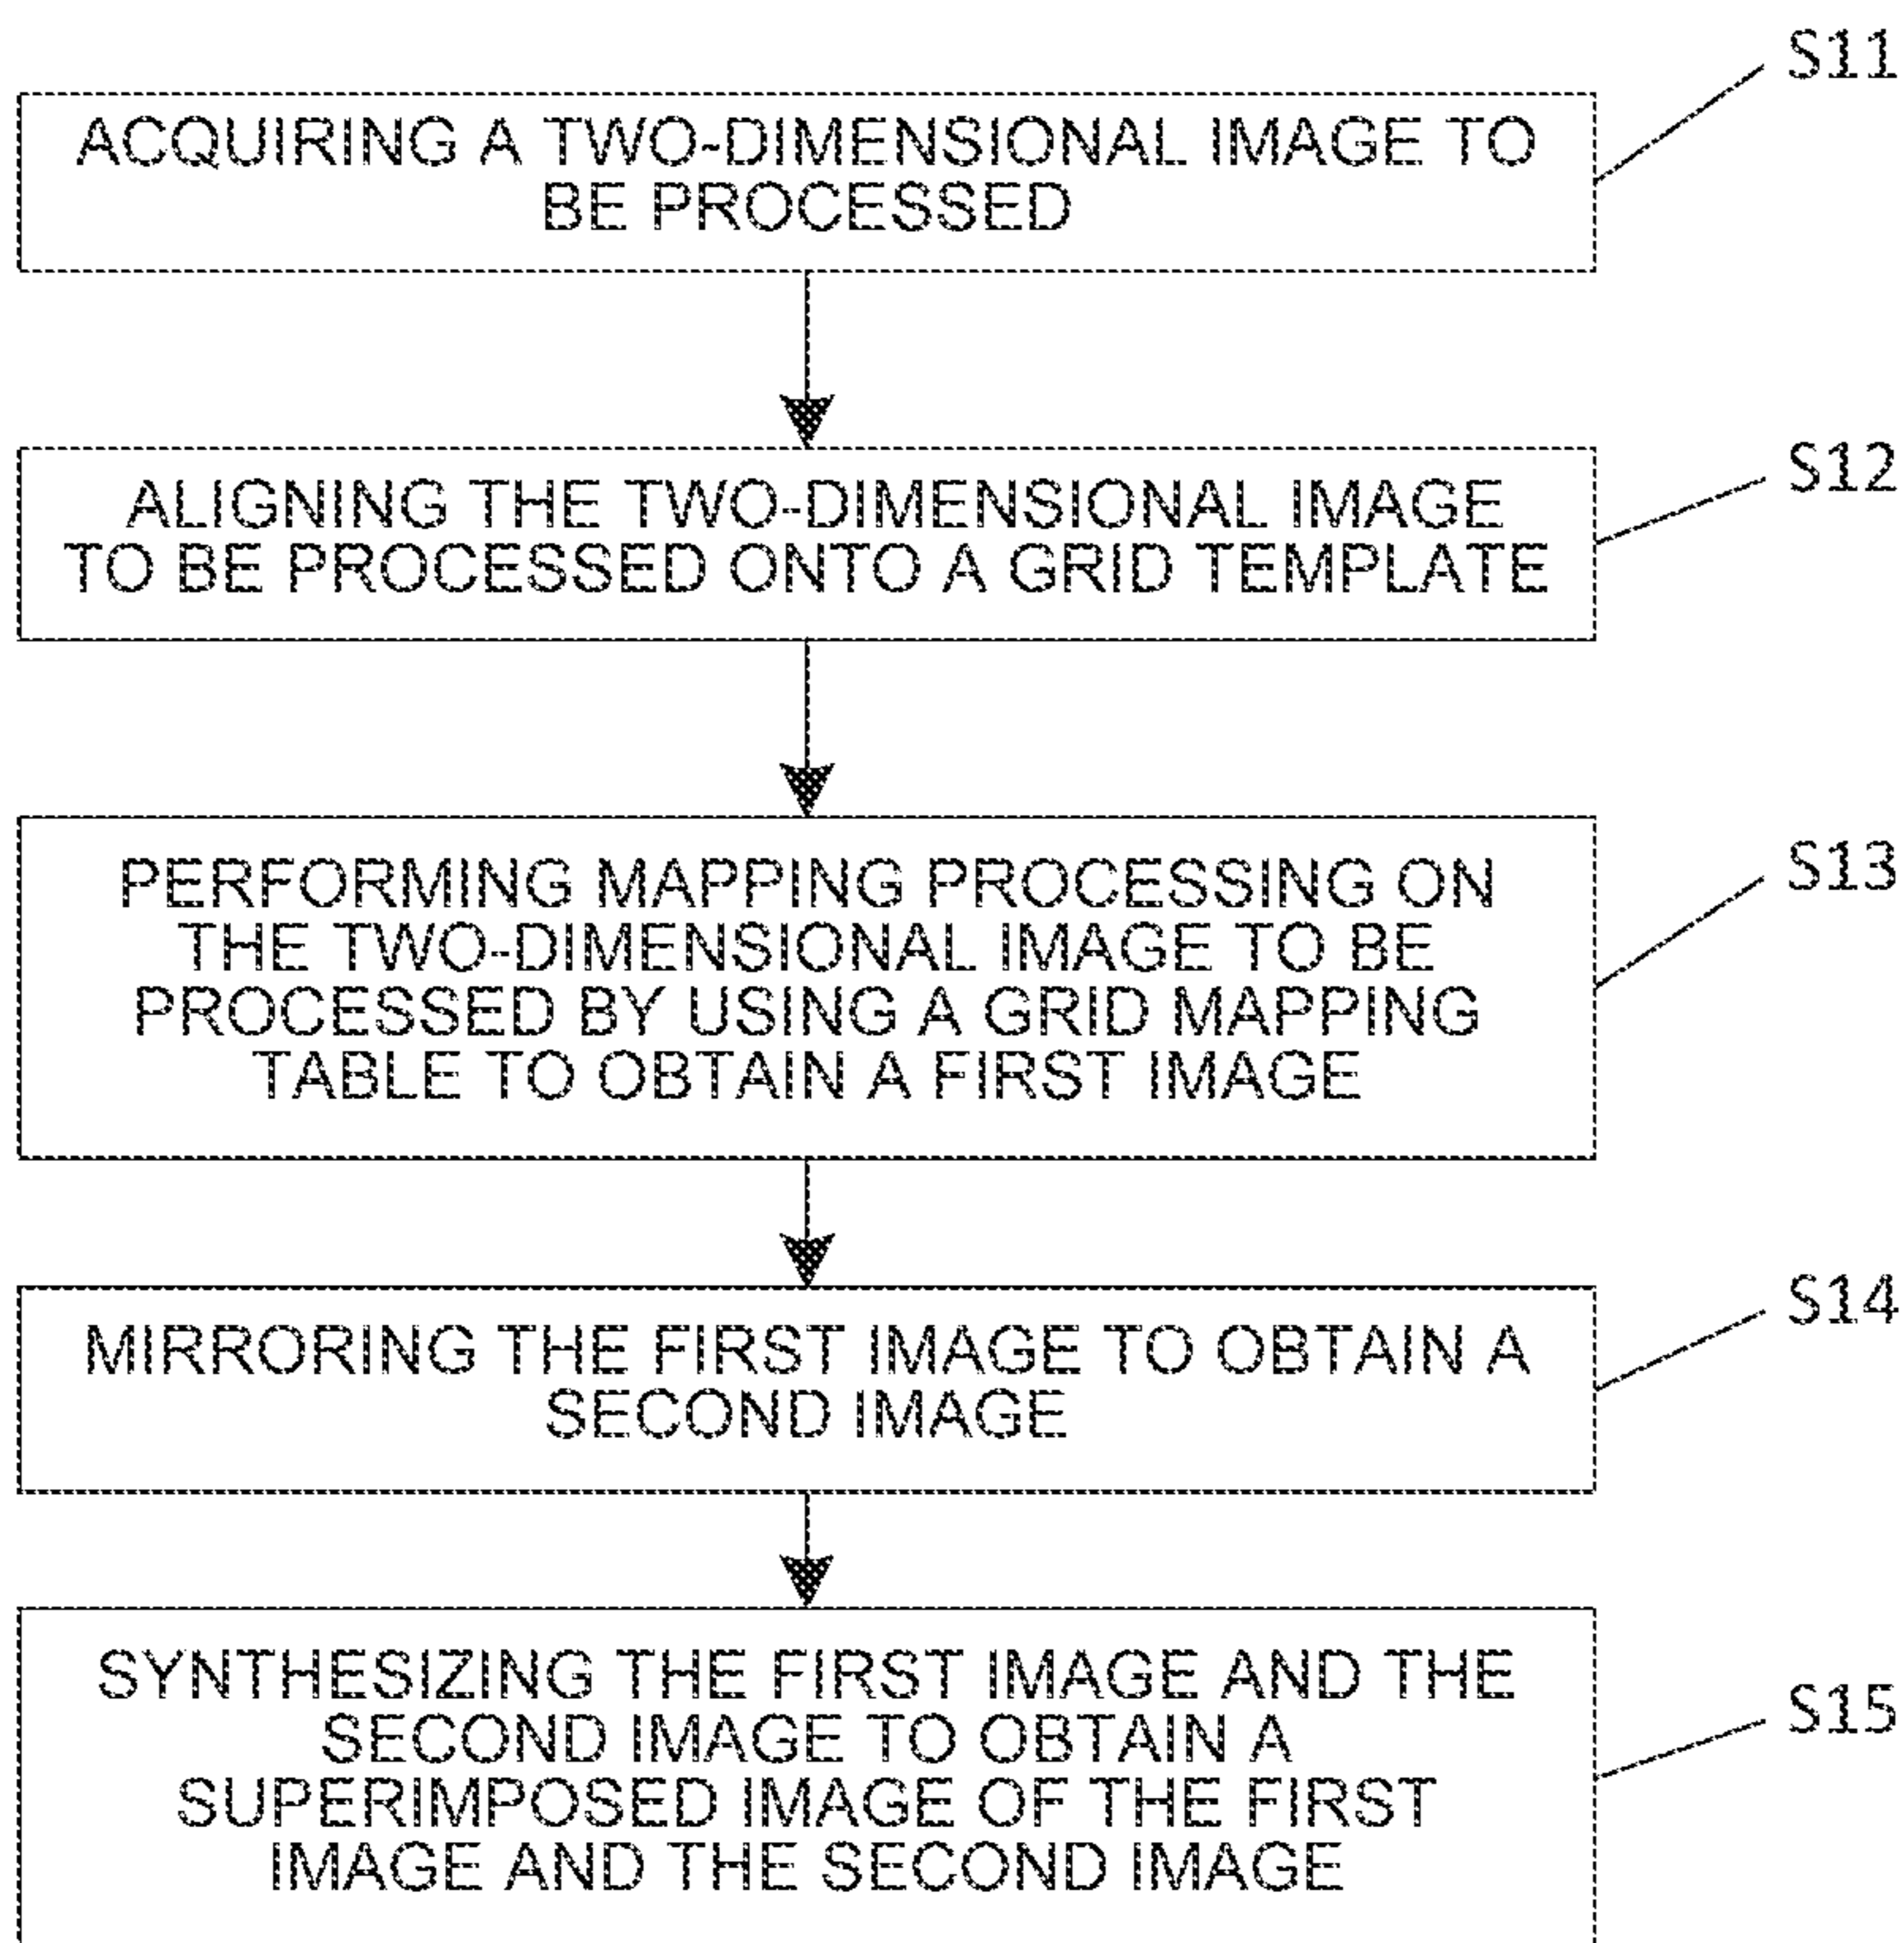 S11
ACQUIRING A TWO-DIMENSIONAL IMAGE TO
BE PROCESSED
S12
ALIGNING THE TWO-DIMENSIONAL IMAGE
TO BE PROCESSED ONTO A GRID TEMPLATE
S13
PERFORMING MAPPING PROCESSING ON
THE TWO-DIMENSIONAL IMAGE TO BE
PROCESSED BY USING A GRID MAPPING
TABLE TO OBTAIN A FIRST IMAGE
S14
MIRRORING THE FIRST IMAGE TO OBTAIN A
SECOND IMAGE
S15
SYNTHESIZING THE FIRST IMAGE AND THE
SECOND IMAGE TO OBTAIN A
SUPERIMPOSED IMAGE OF THE FIRST
IMAGE AND THE SECOND IMAGE